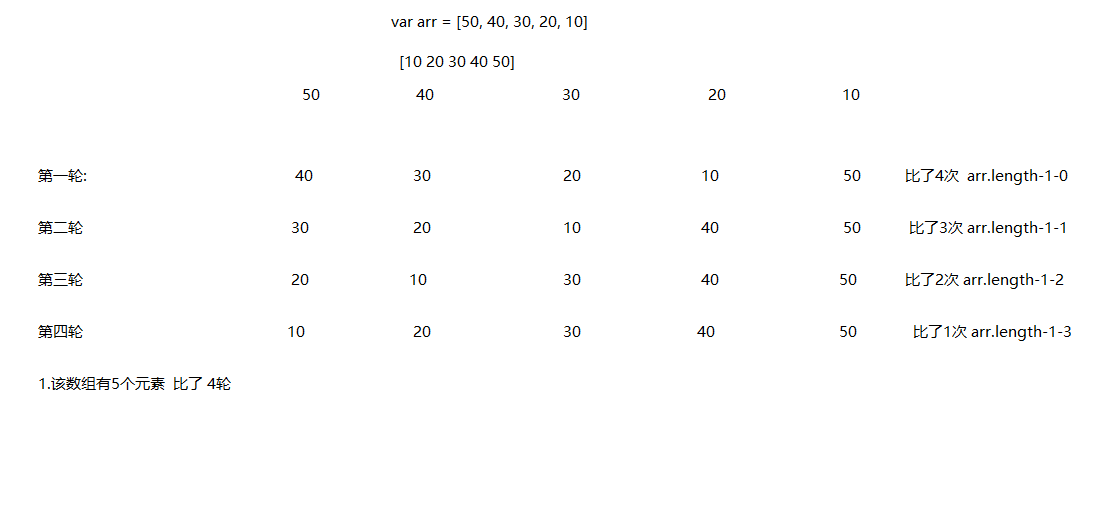 var arr = [50, 40, 30, 20, 10]
[10 20 30 40 50]
50 40 30 20 10
第一轮: 40 30 20 10 50 比了4次 arr.length-1-0
第二轮 30 20 10 40 50 比了3次 arr.length-1-1
第三轮 20 10 30 40 50 比了2次 arr.length-1-2
第四轮 10 20 30 40 50 比了1次 arr.length-1-3
1.该数组有5个元素 比了 4轮